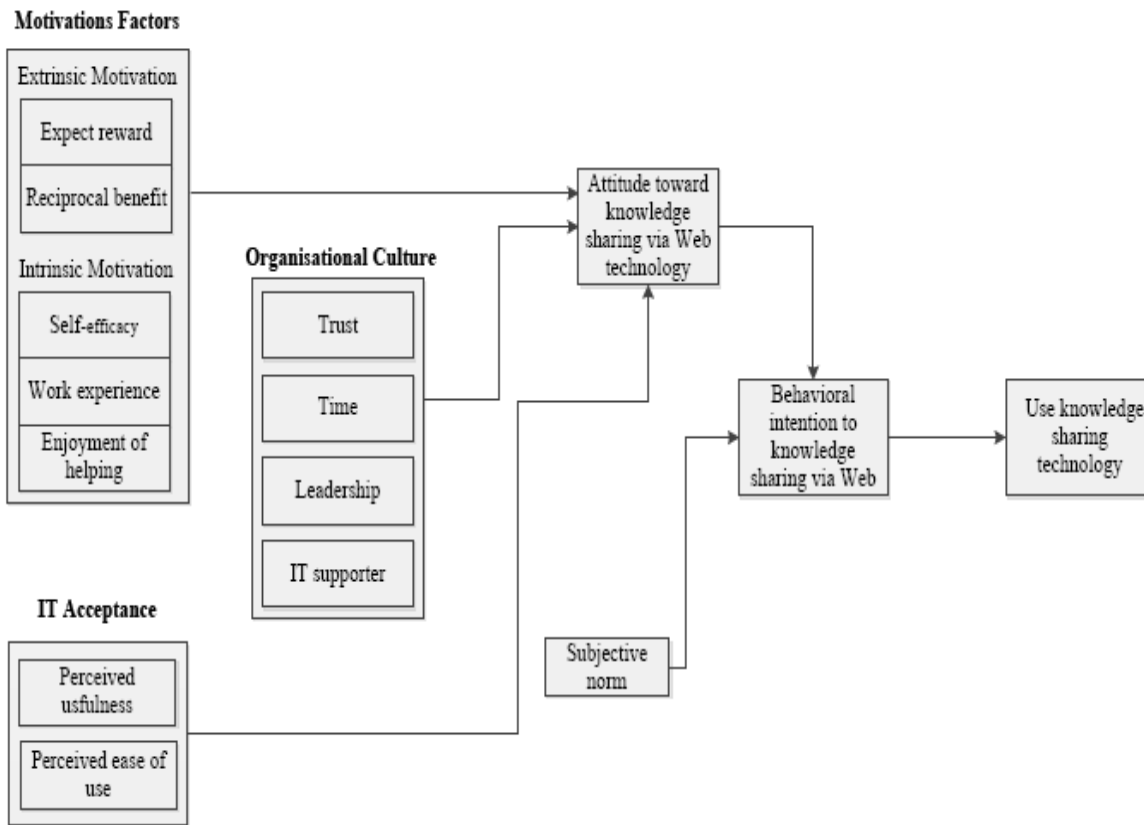 Motivations Factors
Extrinsic Motivation
Expect reward
Reciprocal benefit
Intrinsic Motivation
Self-efficacy
Work experience
Enjoyment of
helping
Organisational Culture
Trust
Time
Leadership
IT supporter
IT Acceptance
Perceived
usfulness
Perceived ease of
use
Attitude toward
knowledge
sharing via Web
technology
Subjective
norm
Behavioral
intention to
knowledge
sharing via Web
Use knowledge
sharing
technology